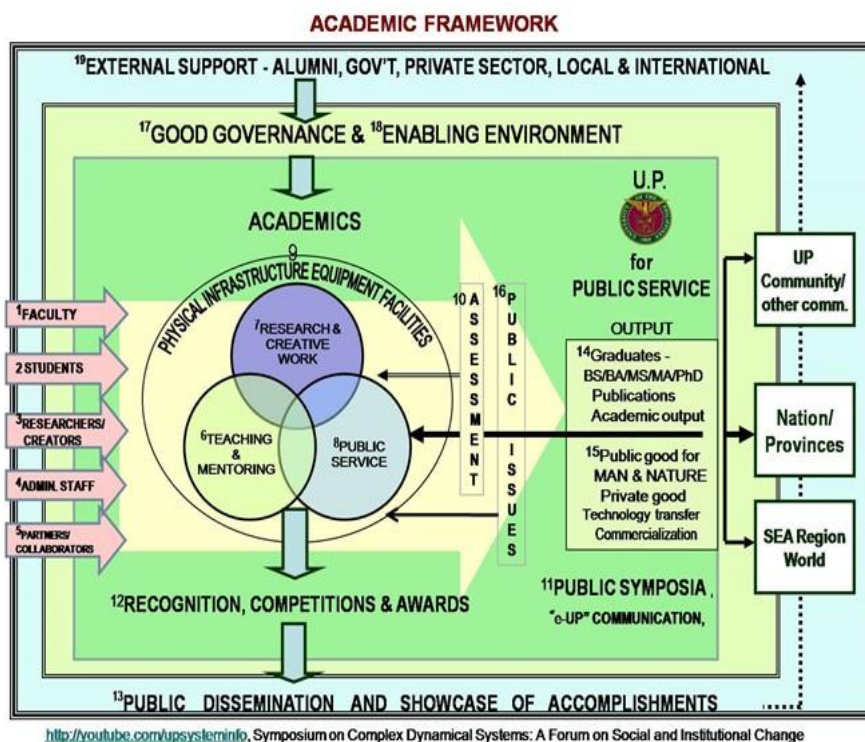 ACADEMIC FRAMEWORK
19EXTERNAL SUPPORT - ALUMNI, GOV'T, PRIVATE SECTOR, LOCAL & INTERNATIONAL
17GOOD GOVERNANCE & 18ENABLING ENVIRONMENT
ACADEMICS
9
PHYSICAL INFRASTRUCTURE EQUIPMENT FACILITIES
1FACULTY
2 STUDENTS
3RESEARCHERS/
CREATORS
4ADMIN. STAFF
5PARTNERS/
COLLABORATORS
7RESEARCH &
CREATIVE
WORK
6TEACHING
&
MENTORING
8PUBLIC
SERVICE
10 ASSESSMENT
16 PUBLIC ISSUES
U.P.
for
PUBLIC SERVICE
OUTPUT
14Graduates -
BS/BA/MS/MA/PhD
Publications
Academic output
15Public good for
MAN & NATURE
Private good
Technology transfer
Commercialization
UP
Community/
other comm.
Nation/
Provinces
SEA Region
World
11PUBLIC SYMPOSIA,
"e-UP" COMMUNICATION,
12RECOGNITION, COMPETITIONS & AWARDS
13PUBLIC DISSEMINATION AND SHOWCASE OF ACCOMPLISHMENTS
http://youtube.com/upsysteminfo, Symposium on Complex Dynamical Systems: A Forum on Social and Institutional Change